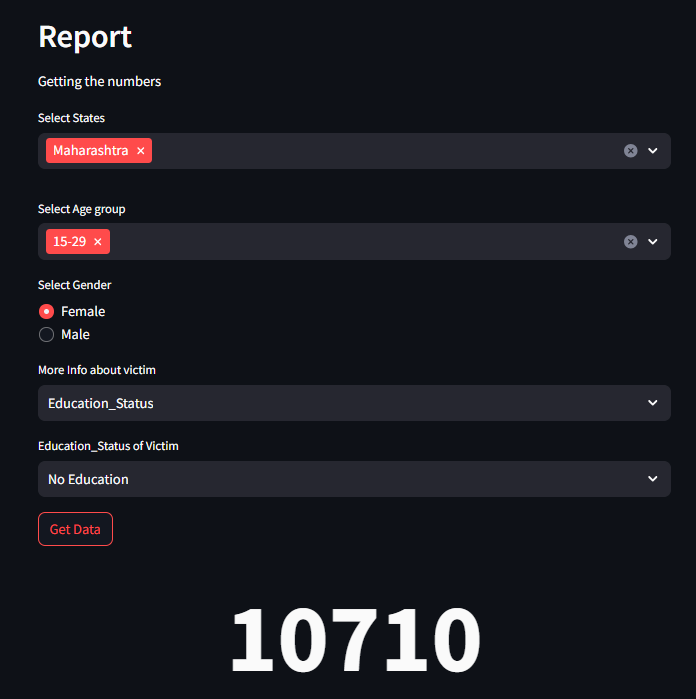 Report
Getting the numbers
Select States
Maharashtra ×
Select Age group
15-29 ×
Select Gender
Female
Male
More Info about victim
Education_Status
Education_Status of Victim
No Education
Get Data
10710